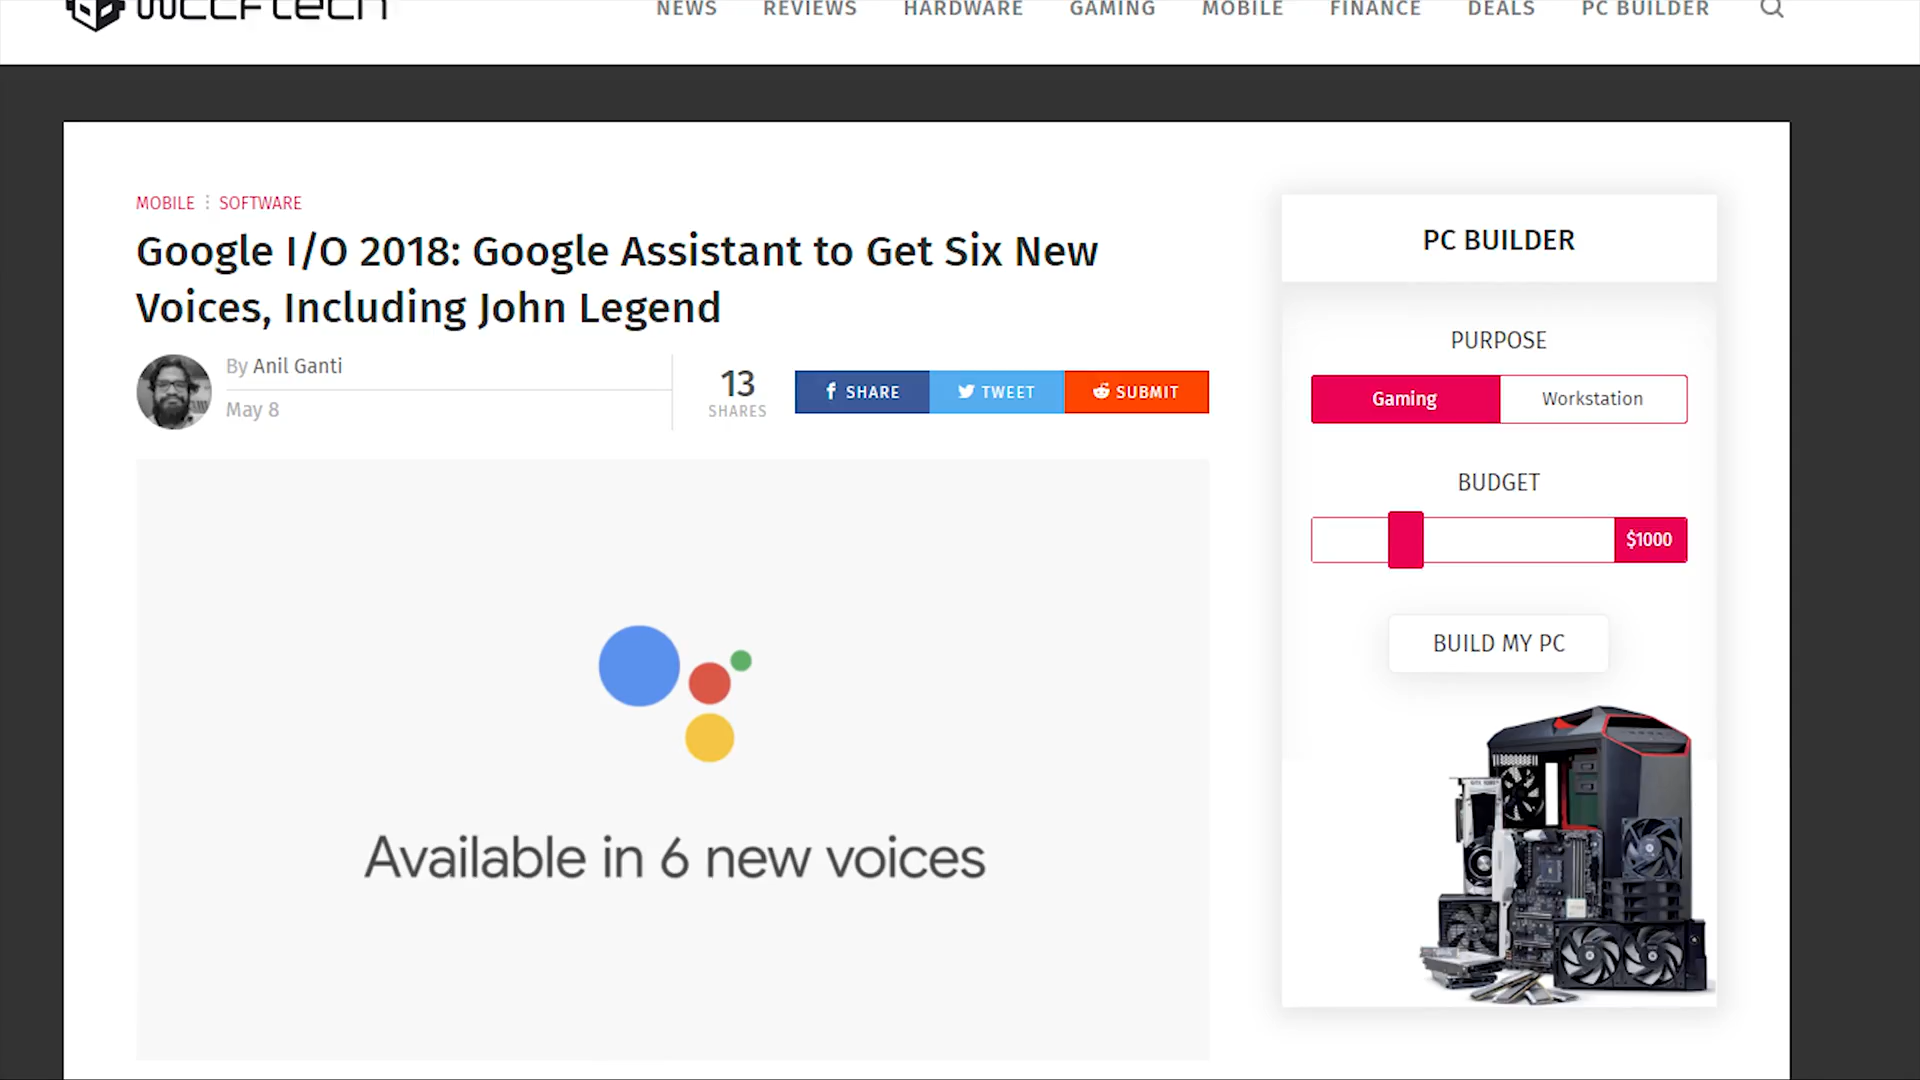 wccftech
NEWS REVIEWS HARDWARE GAMING MOBILE FINANCE DEALS PC BUILDER
MOBILE SOFTWARE
Google I/O 2018: Google Assistant to Get Six New
Voices, Including John Legend
By Anil Ganti
May 8
13
SHARES
SHARE TWEET SUBMIT
Available in 6 new voices
PC BUILDER
PURPOSE
Gaming Workstation
BUDGET
$1000
BUILD MY PC